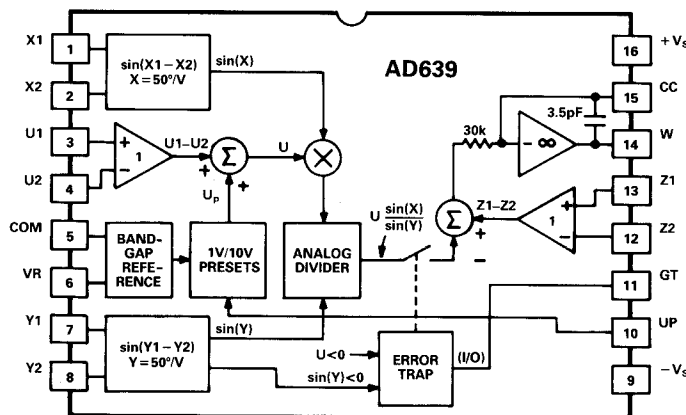 AD639
X1
1
X2
2
U1
3
U2
4
COM
5
VR
6
Y1
7
Y2
8
sin(X1–X2)
X=50°/V
sin(X)
+
–
1
U1–U2
+
Σ
U
×
UP
+
BAND-
GAP
REFER-
ENCE
1V/10V
PRESETS
ANALOG
DIVIDER
sin(Y1–Y2)
Y=50°/V
sin(Y)
U<0
sin(Y)<0
ERROR
TRAP
(I/O)
U sin(X)
sin(Y)
30k
–
∞
3.5pF
Σ
+
–
Z1–Z2
1
+
–
16
+VS
15
CC
14
W
13
Z1
12
Z2
11
GT
10
UP
9
–VS